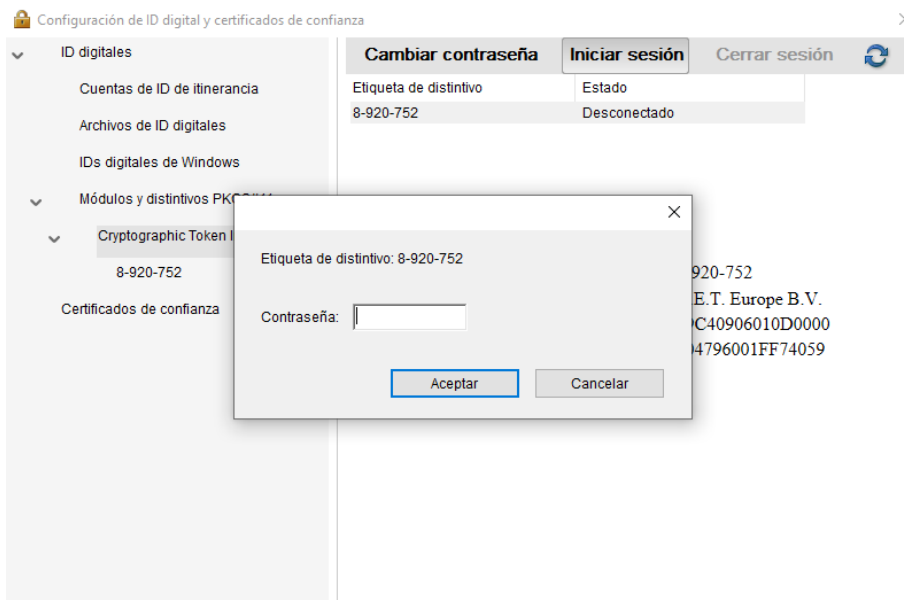 Configuración de ID digital y certificados de confianza
ID digitales
Cuentas de ID de itinerancia
Archivos de ID digitales
IDs digitales de Windows
Módulos y distintivos
Cryptographic Token
8-920-752
Certificados de confianza
Cambiar contraseña Iniciar sesión Cerrar sesión
Etiqueta de distintivo Estado
8-920-752 Desconectado
Etiqueta de distintivo: 8-920-752
Contraseña:
Aceptar Cancelar
920-752
E.T. Europe B.V.
C40906010D0000
4796001FF74059